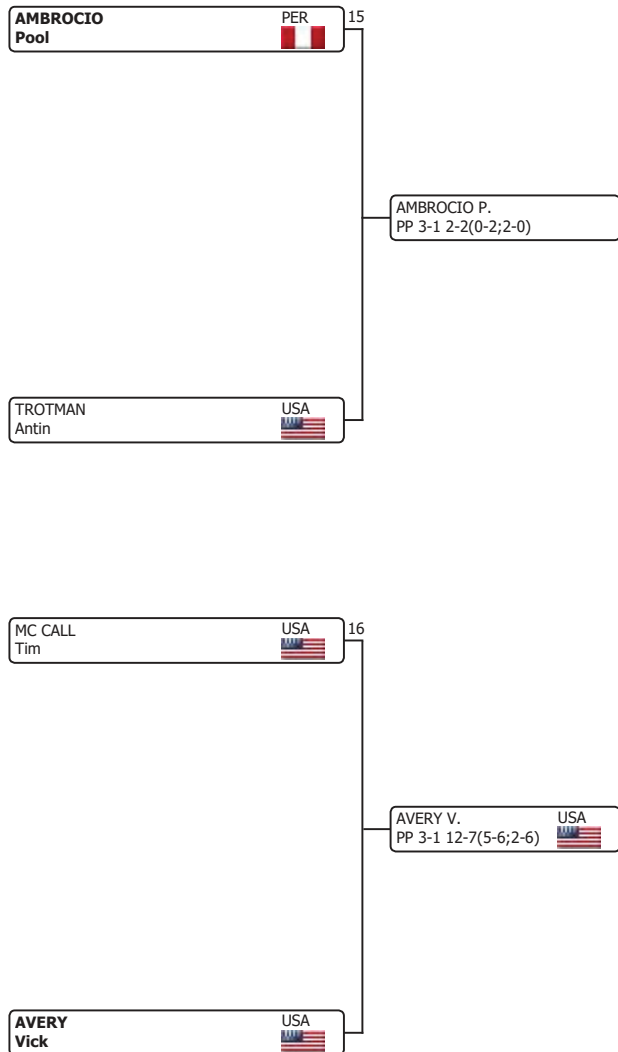 AMBROCIO PER 15
Pool
AMBROCIO P.
PP 3-1 2-2(0-2;2-0)
TROTMAN USA
Antin
MC CALL USA 16
Tim
AVERY V. USA
PP 3-1 12-7(5-6;2-6)
AVERY USA
Vick